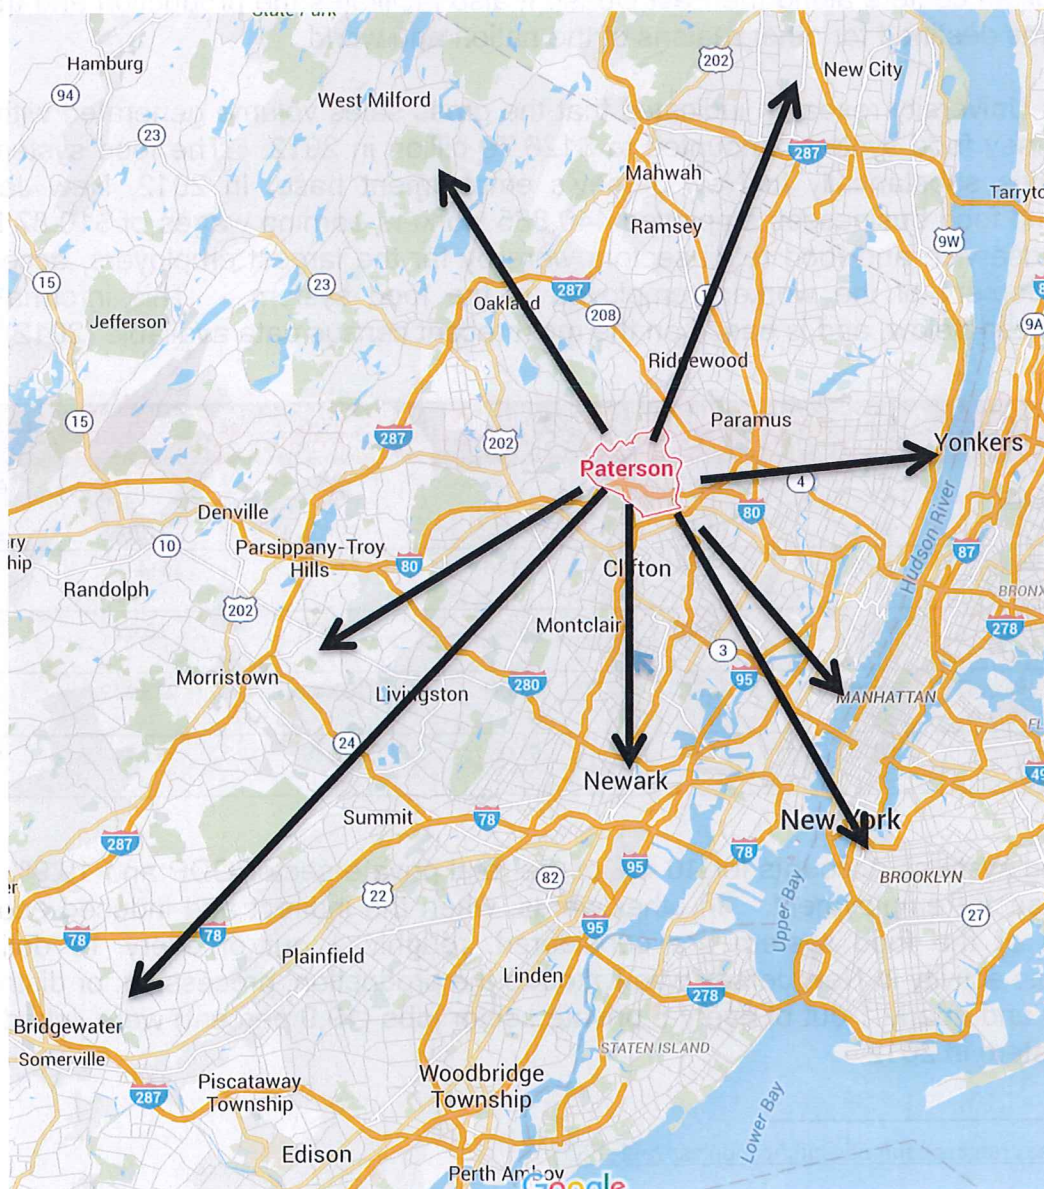 State Park
202
New City
Hamburg
94
West Milford
23
287
Mahwah
Ramsey
9W
15
23
Oakland
287
208
Jefferson
9A
Ridgewood
15
287
202
Paramus
Yonkers
Paterson
4
80
Denville
10
Parsippany-Troy
Hills
80
Clifton
Hudson River
87
Randolph
202
BRONX
278
Montclair
3
95
Morristown
Livingston
280
MANHATTAN
24
Newark
Summit
78
New York
287
78
95
82
BROOKLYN
22
27
78
78
95
Upper Bay
Plainfield
Linden
278
Bridgewater
Somerville
STATEN ISLAND
287
Piscataway
Township
Woodbridge
Township
Lower Bay
Edison
Perth Amboy
Google